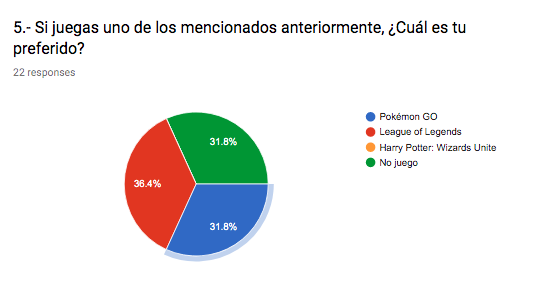 5.- Si juegas uno de los mencionados anteriormente, ¿Cuál es tu
preferido?
22 responses
31.8%
36.4%
31.8%
Pokémon GO
League of Legends
Harry Potter: Wizards Unite
No juego